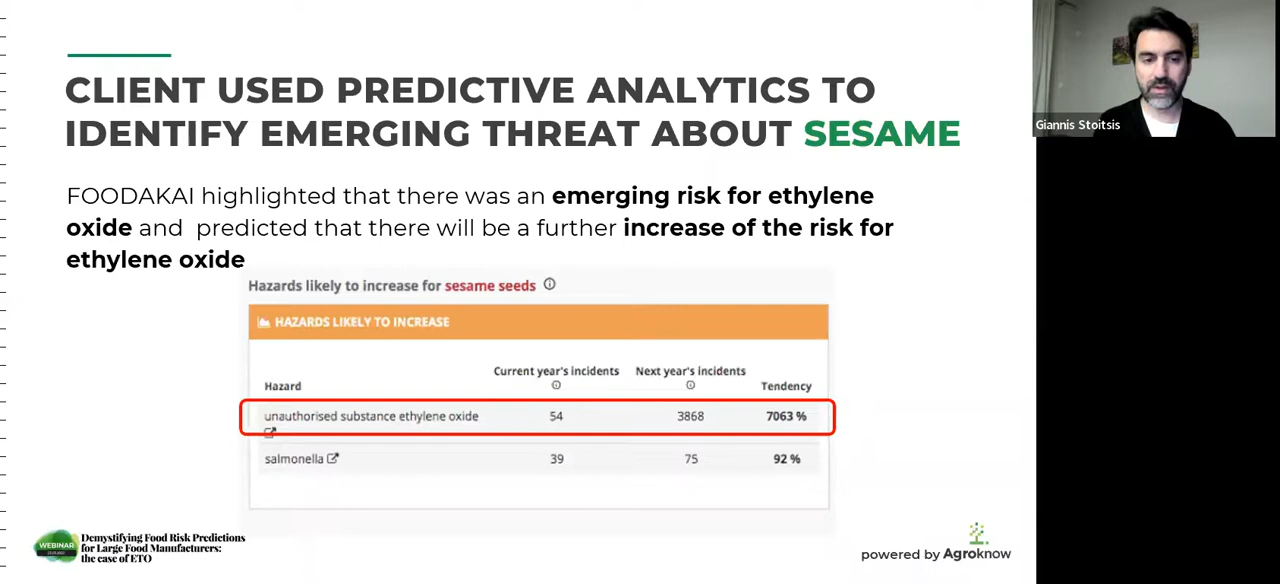 CLIENT USED PREDICTIVE ANALYTICS TO
IDENTIFY EMERGING THREAT ABOUT SESAME
Giannis Stoitsis
FOODAKAI highlighted that there was an emerging risk for ethylene
oxide and predicted that there will be a further increase of the risk for
ethylene oxide
Hazards likely to increase for sesame seeds
HAZARDS LIKELY TO INCREASE
Hazard Current year's incidents Next year's incidents Tendency
unauthorised substance ethylene oxide 54 3868 7063 %
salmonella 39 75 92 %
WEBINAR
Demystifying Food Risk Predictions
for Large Food Manufacturers:
the case of ETO
powered by Agroknow